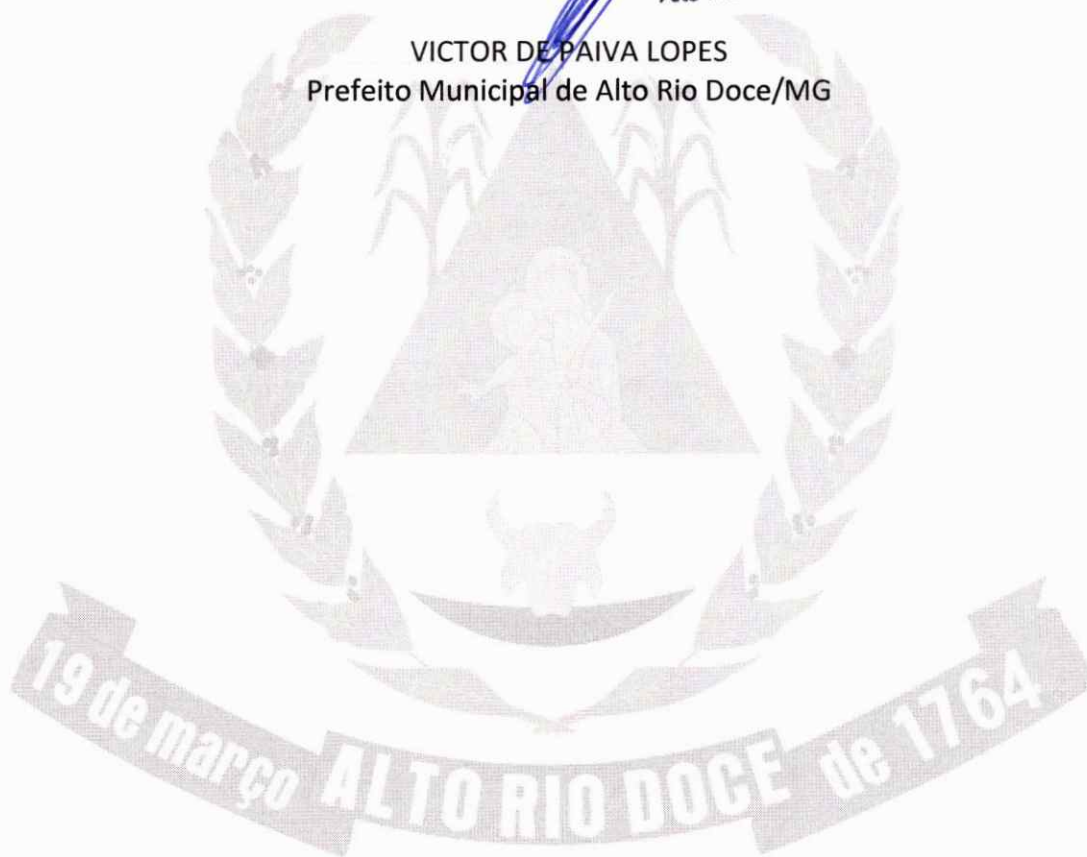 VICTOR DE PAIVA LOPES
Prefeito Municipal de Alto Rio Doce/MG
19 de março ALTO RIO DOCE de 1764